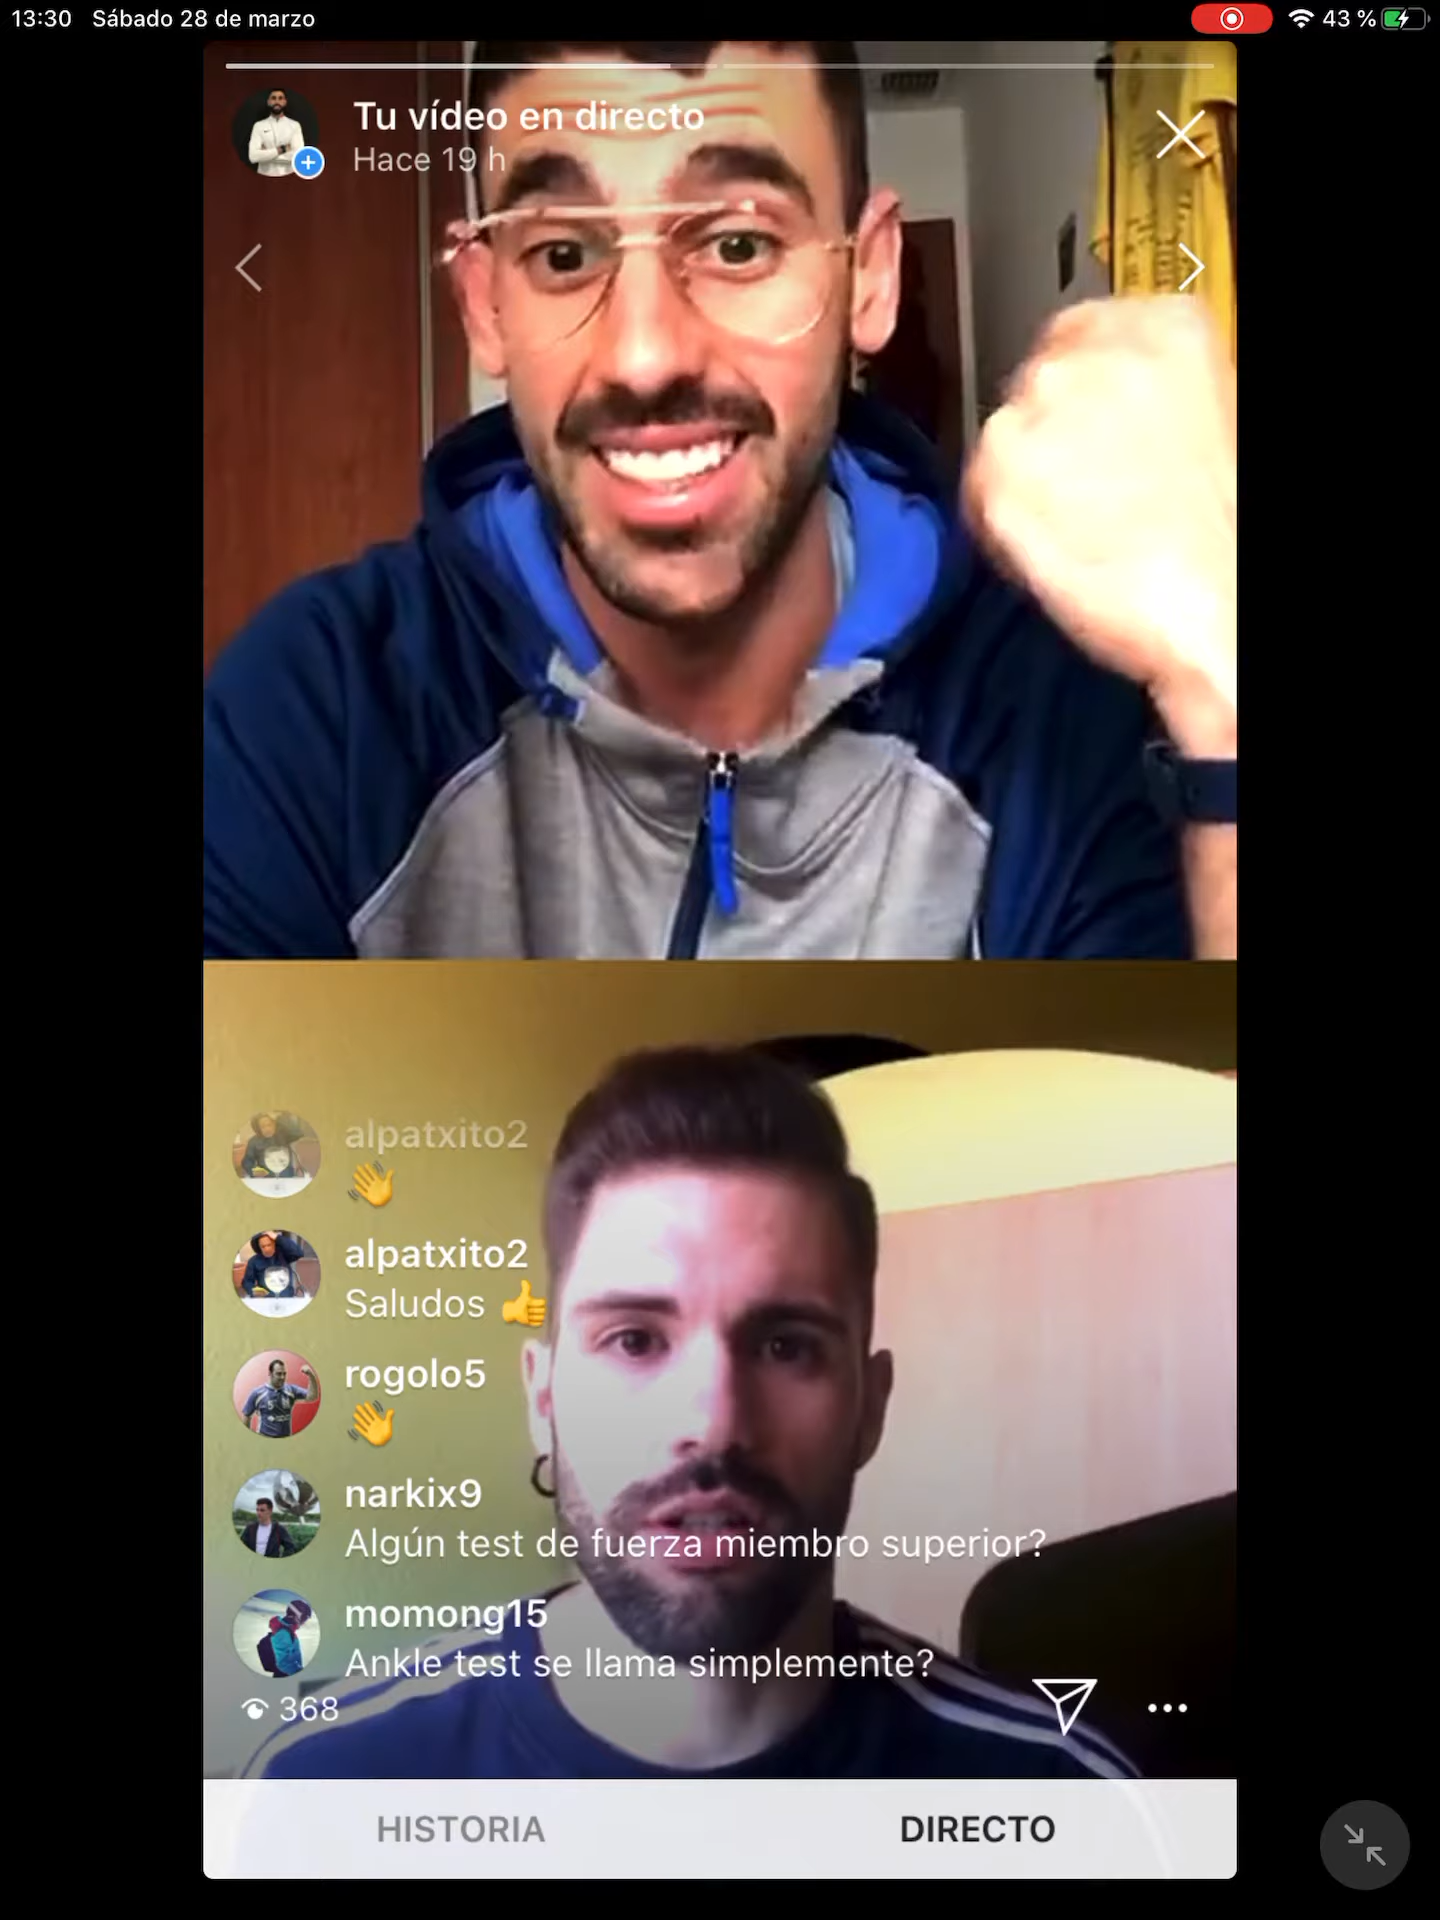 13:30 Sábado 28 de marzo
43 %
Tu vídeo en directo
Hace 19 h
alpatxito2
👋
alpatxito2
Saludos 👍
rogolo5
👋
narkix9
Algún test de fuerza miembro superior?
momong15
Ankle test se llama simplemente?
368
HISTORIA
DIRECTO